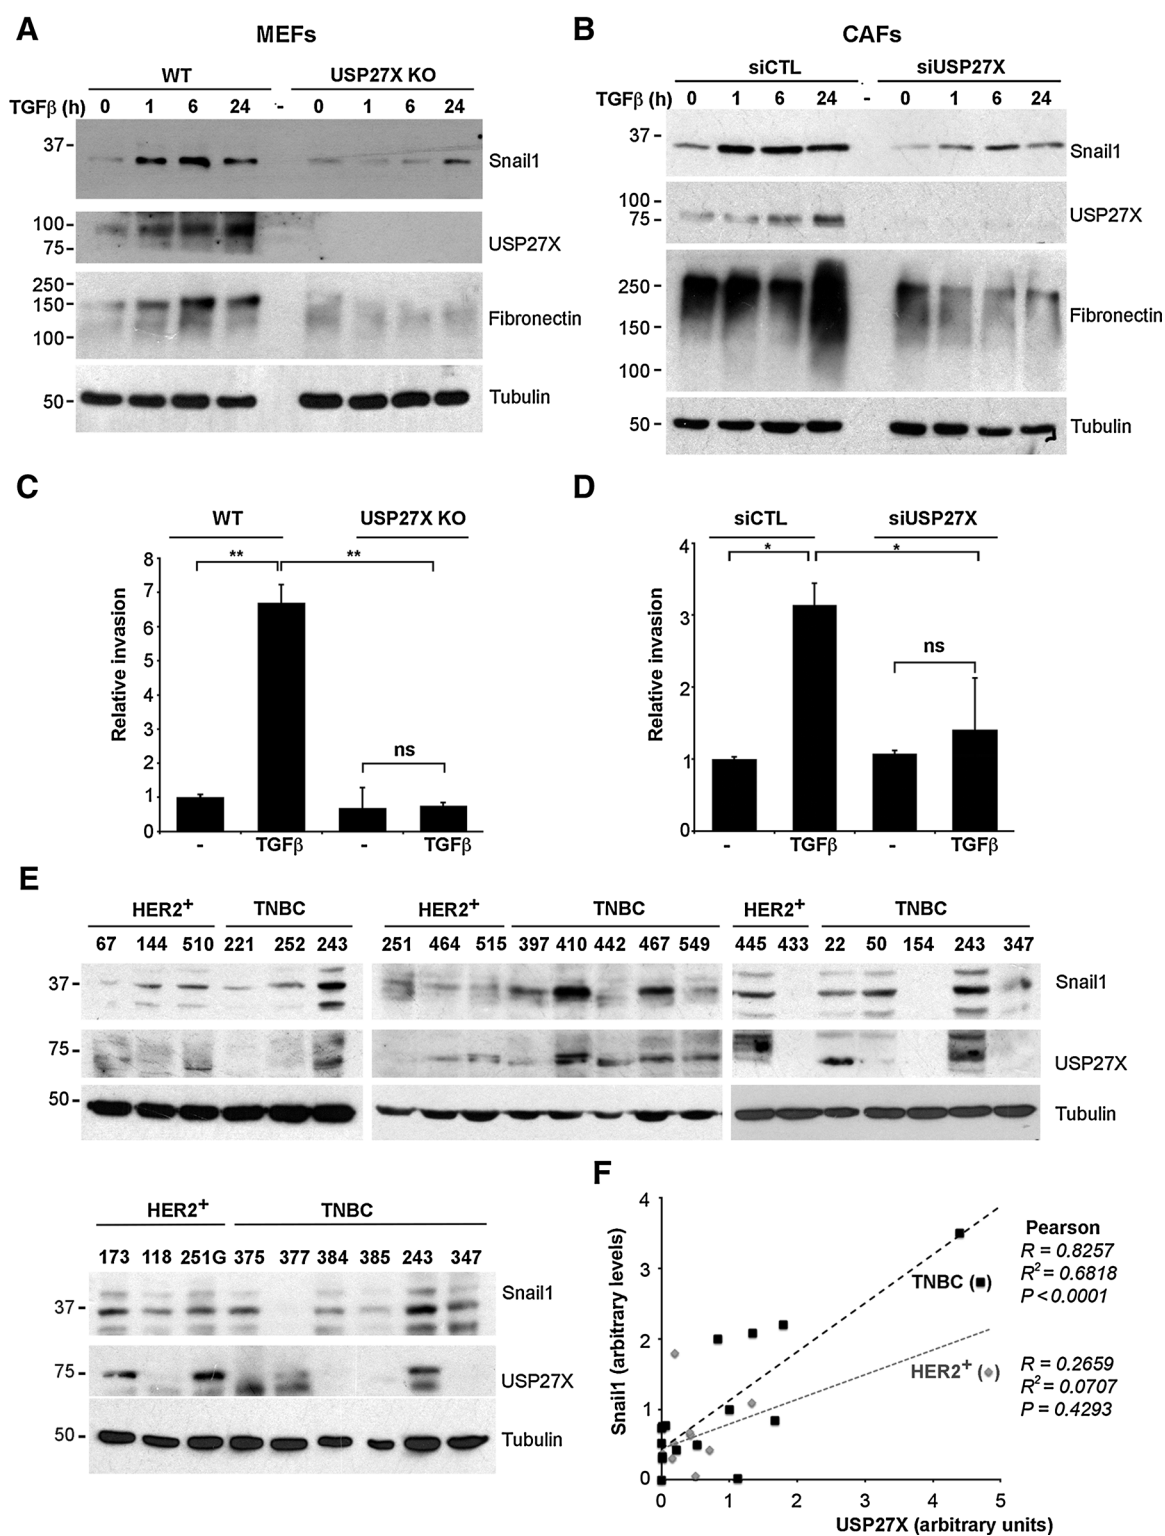 A
MEFs
WT
USP27X KO
TGFβ (h) 0 1 6 24 - 0 1 6 24
37-
Snail1
100-
75-
USP27X
250-
150-
100-
Fibronectin
50-
Tubulin
B
CAFs
siCTL
siUSP27X
TGFβ (h) 0 1 6 24 - 0 1 6 24
37-
Snail1
100-
75-
USP27X
250-
150-
100-
Fibronectin
50-
Tubulin
C
WT
USP27X KO
Relative invasion
8
7
6
5
4
3
2
1
0
**
**
ns
- TGFβ - TGFβ
D
siCTL
siUSP27X
Relative invasion
4
3
2
1
0
*
*
ns
- TGFβ - TGFβ
E
HER2+ TNBC HER2+ TNBC HER2+ TNBC
67 144 510 221 252 243 251 464 515 397 410 442 467 549 445 433 22 50 154 243 347
37-
Snail1
75-
USP27X
50-
Tubulin
HER2+ TNBC
173 118 251G 375 377 384 385 243 347
37-
Snail1
75-
USP27X
50-
Tubulin
F
Snail1 (arbitrary levels)
4
3
2
1
0
0 1 2 3 4 5
USP27X (arbitrary units)
Pearson
TNBC (■)
R = 0.8257
R² = 0.6818
P < 0.0001
HER2+ (◆)
R = 0.2659
R² = 0.0707
P = 0.4293